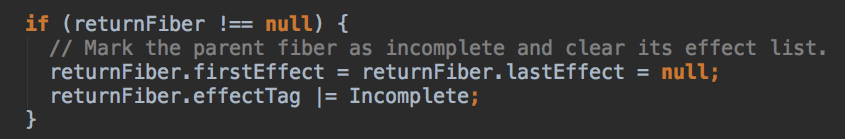 if (returnFiber !== null) {
// Mark the parent fiber as incomplete and clear its effect list.
returnFiber.firstEffect = returnFiber.lastEffect = null;
returnFiber.effectTag |= Incomplete;
}